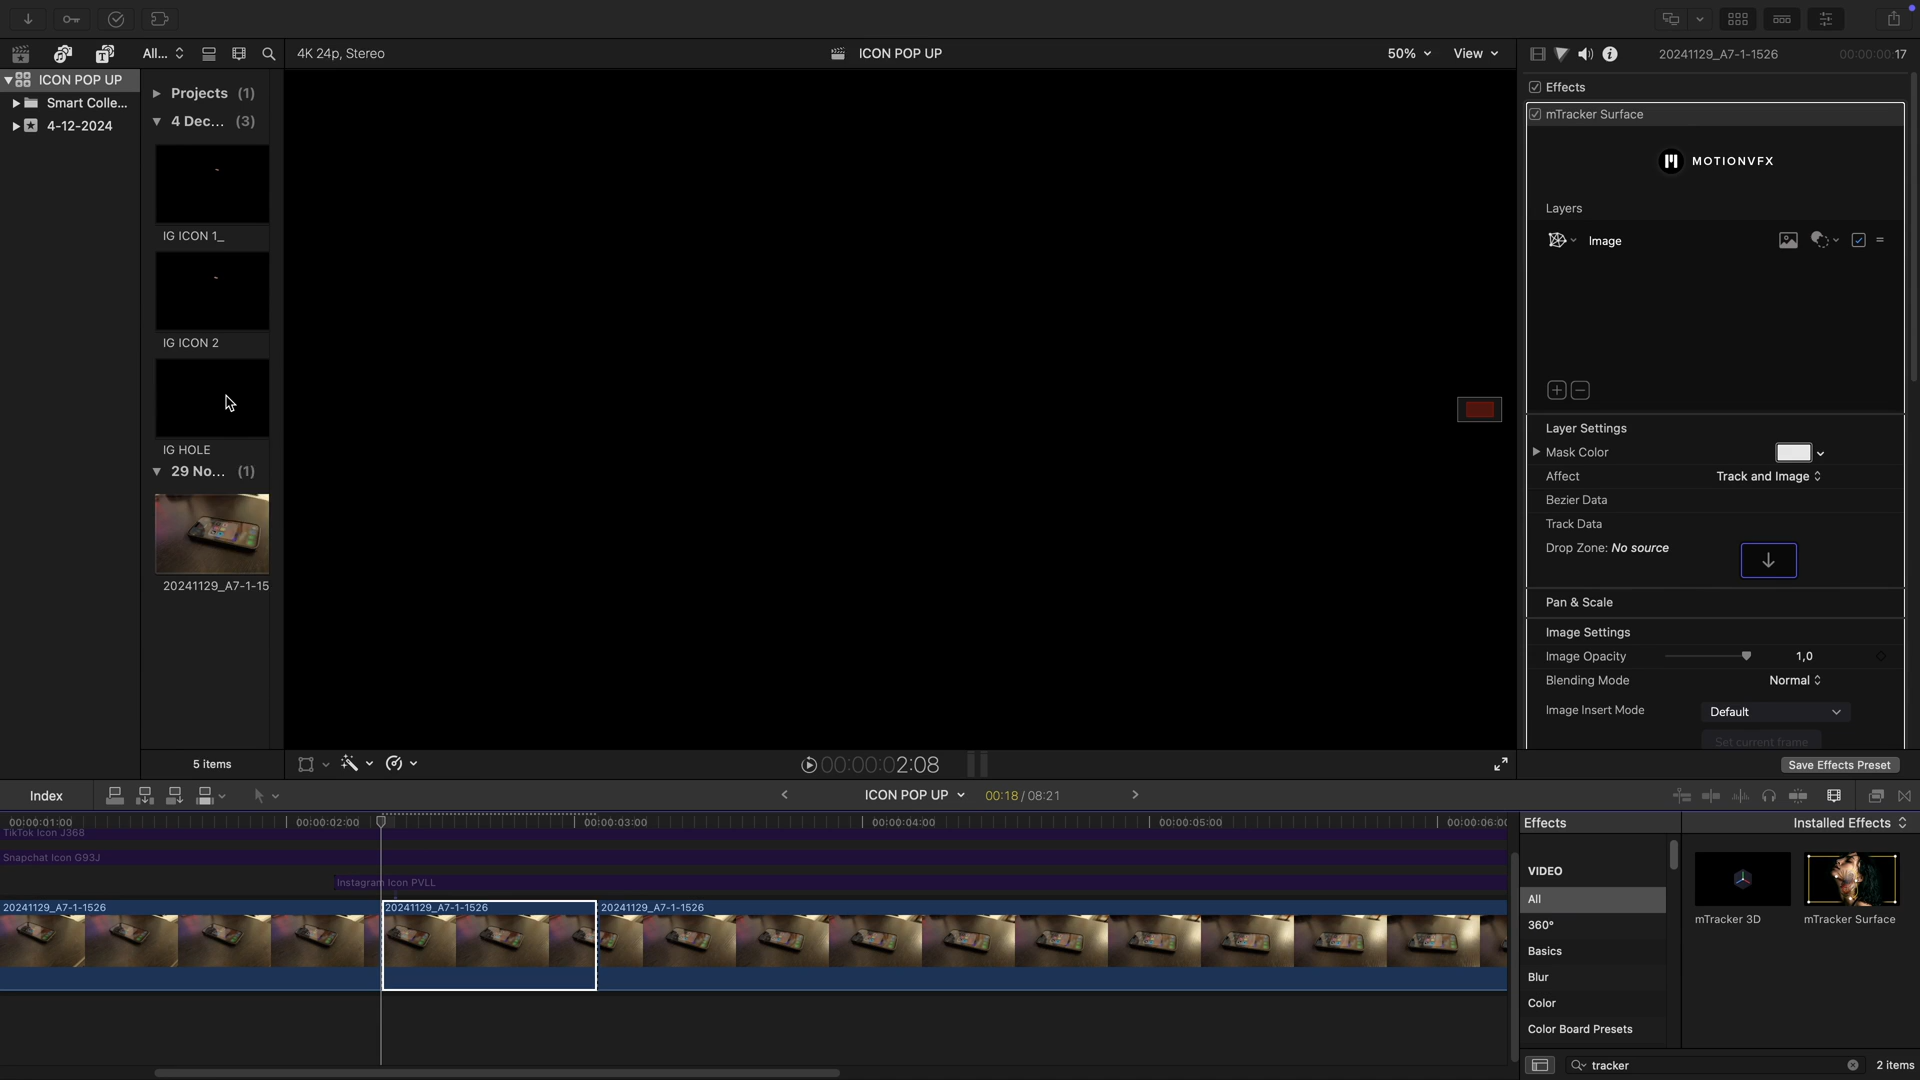 All...
4K 24p, Stereo
ICON POP UP
50%
View
20241129_A7-1-1526
00:00:00:17
ICON POP UP
Smart Colle...
4-12-2024
Projects (1)
4 Dec... (3)
IG ICON 1_
IG ICON 2
IG HOLE
29 No... (1)
20241129_A7-1-15
5 items
00:00:02:08
Effects
mTracker Surface
MOTIONVFX
Layers
Image
Layer Settings
Mask Color
Affect
Track and Image
Bezier Data
Track Data
Drop Zone: No source
Pan & Scale
Image Settings
Image Opacity
1,0
Blending Mode
Normal
Image Insert Mode
Default
Set current frame
Save Effects Preset
Index
ICON POP UP
00:18 / 08:21
00:00:01:00
00:00:02:00
00:00:03:00
00:00:04:00
00:00:05:00
00:00:06:0
TikTok Icon J368
Snapchat Icon G93J
Instagram Icon PVLL
20241129_A7-1-1526
20241129_A7-1-1526
20241129_A7-1-1526
Effects
Installed Effects
VIDEO
All
360°
Basics
Blur
Color
Color Board Presets
mTracker 3D
mTracker Surface
tracker
2 items